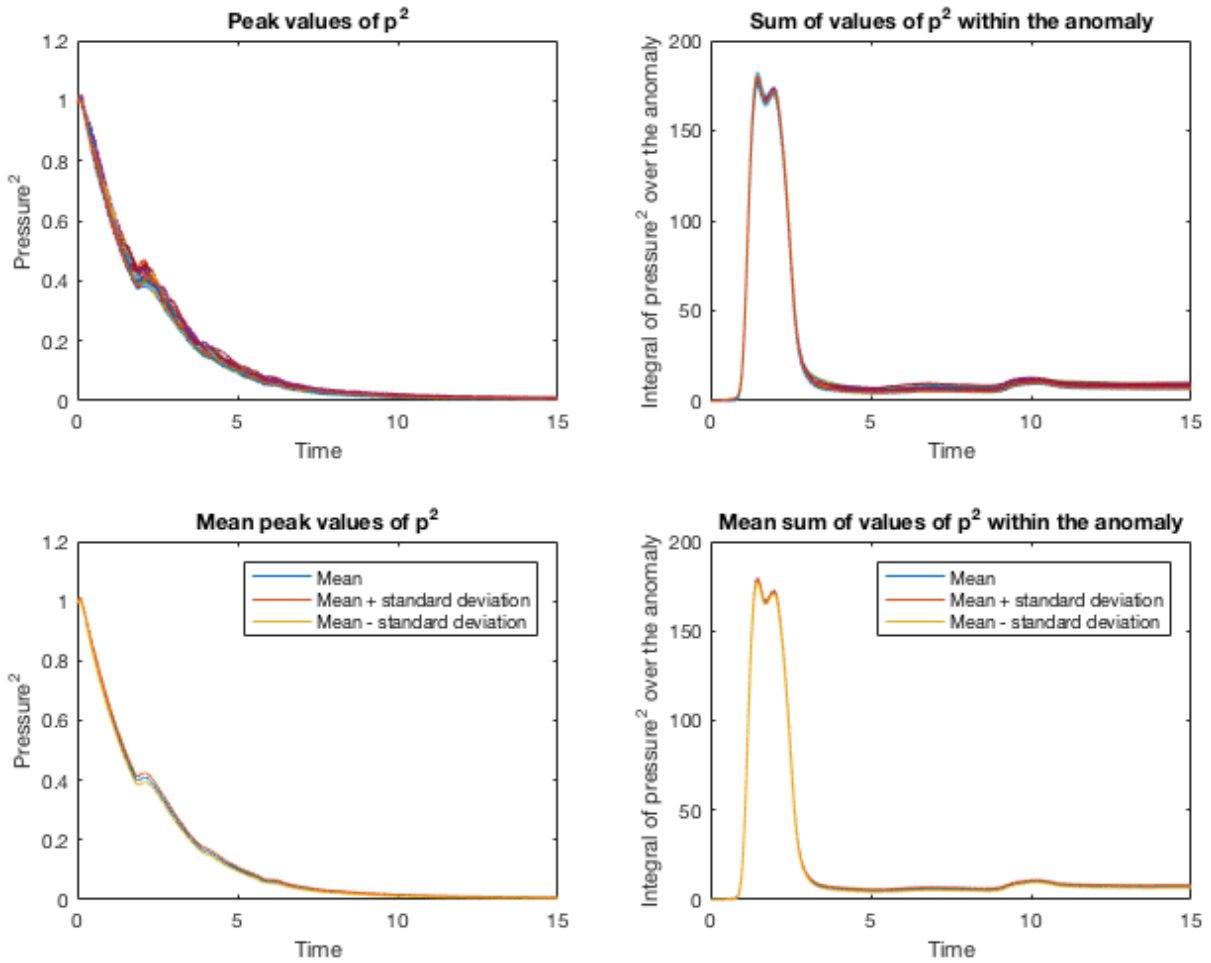 Peak values of p²
Pressure²
1.2
1
0.8
0.6
0.4
0.2
0
0 5 10 15
Time
Sum of values of p² within the anomaly
Integral of pressure² over the anomaly
200
150
100
50
0
0 5 10 15
Time
Mean peak values of p²
Pressure²
1.2
1
0.8
0.6
0.4
0.2
0
0 5 10 15
Time
Mean
Mean + standard deviation
Mean - standard deviation
Mean sum of values of p² within the anomaly
Integral of pressure² over the anomaly
200
150
100
50
0
0 5 10 15
Time
Mean
Mean + standard deviation
Mean - standard deviation